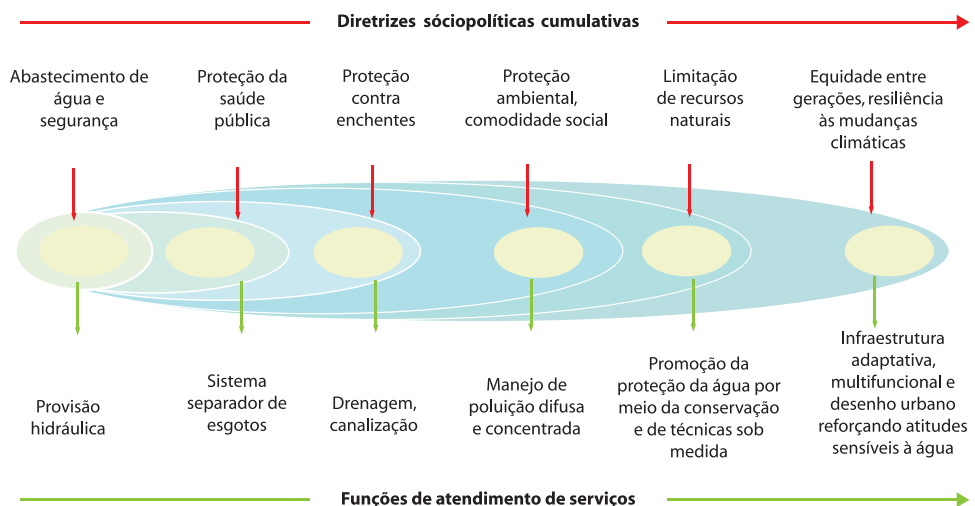 Diretrizes sóciopolíticas cumulativas
Abastecimento de
água e
segurança
Proteção da
saúde
pública
Proteção
contra
enchentes
Proteção
ambiental,
comodidade social
Limitação
de recursos
naturais
Equidade entre
gerações, resiliência
às mudanças
climáticas
Provisão
hidráulica
Sistema
separador de
esgotos
Drenagem,
canalização
Manejo de
poluição difusa
e concentrada
Promoção da
proteção da água por
meio da conservação
e de técnicas sob
medida
Infraestrutura
adaptativa,
multifuncional e
desenho urbano
reforçando atitudes
sensíveis à água
Funções de atendimento de serviços